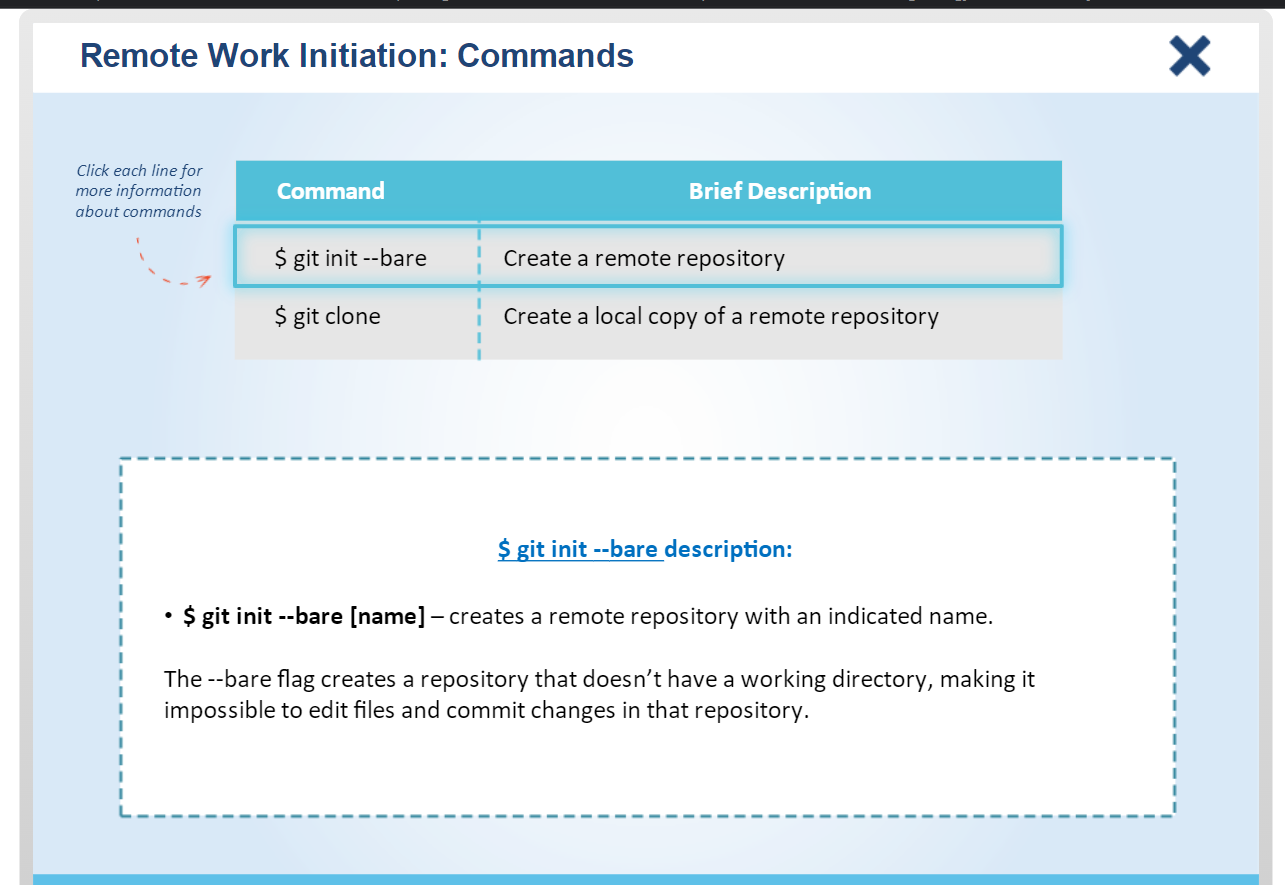 Remote Work Initiation: Commands
Click each line for
more information
about commands
Command Brief Description
$ git init --bare Create a remote repository
$ git clone Create a local copy of a remote repository
$ git init --bare description:
• $ git init --bare [name] – creates a remote repository with an indicated name.
The --bare flag creates a repository that doesn’t have a working directory, making it
impossible to edit files and commit changes in that repository.